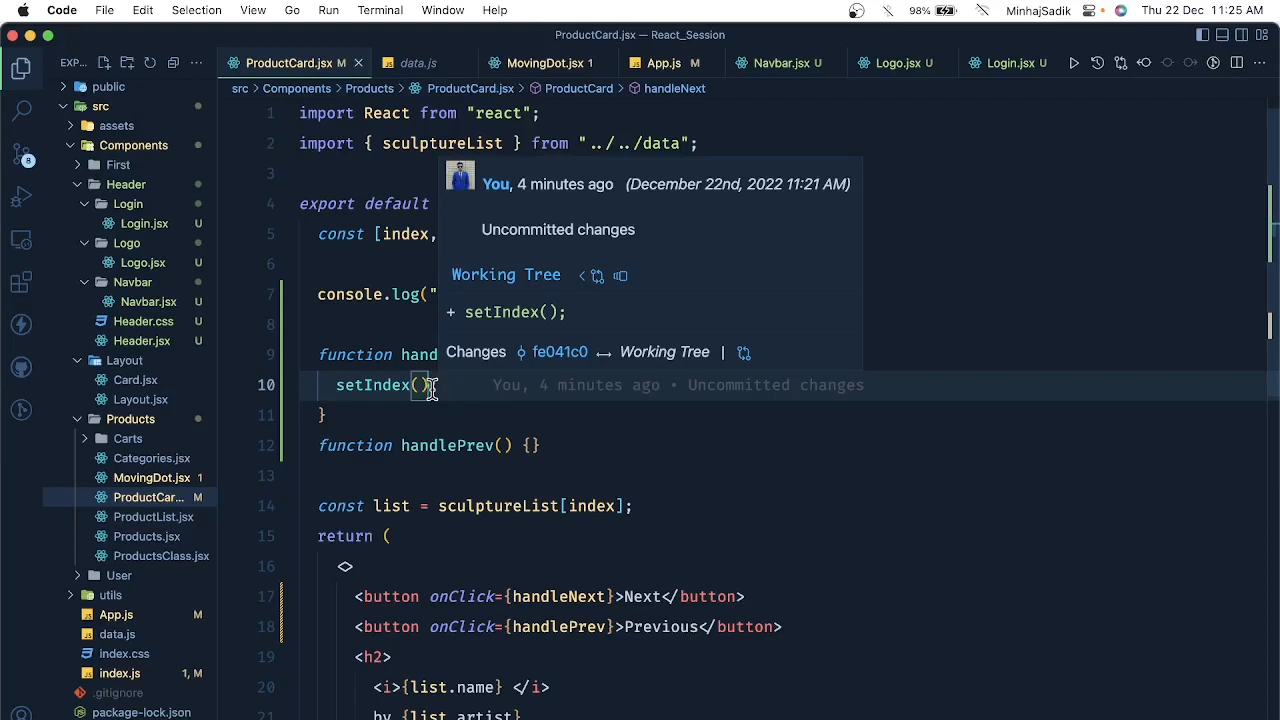 Code File Edit Selection View Go Run Terminal Window Help 98% MinhajSadik Thu 22 Dec 11:25 AM
ProductCard.jsx — React_Session
EXP... ProductCard.jsx M data.js MovingDot.jsx 1 App.js M Navbar.jsx U Logo.jsx U Login.jsx U
src > Components > Products > ProductCard.jsx > ProductCard > handleNext
public
src
assets
Components
First
Header
Login
Login.jsx U
Logo
Logo.jsx U
Navbar
Navbar.jsx U
Header.css U
Header.jsx U
Layout
Card.jsx
Layout.jsx
Products
Carts
Categories.jsx
MovingDot.jsx 1
ProductCar... M
ProductList.jsx
Products.jsx
ProductsClass.jsx
User
utils
App.js M
data.js
index.css
index.js 1, M
.gitignore
package-lock.json
8
1 import React from "react";
2 import { sculptureList } from "../../data";
3
4 export default
5 const [index,
6
7 console.log("
8
9 function hand
10 setIndex() You, 4 minutes ago • Uncommitted changes
11 }
12 function handlePrev() {}
13
14 const list = sculptureList[index];
15 return (
16 <>
17 <button onClick={handleNext}>Next</button>
18 <button onClick={handlePrev}>Previous</button>
19 <h2>
20 <i>{list.name} </i>
21 by {list.artist}
You, 4 minutes ago (December 22nd, 2022 11:21 AM)
Uncommitted changes
Working Tree
+ setIndex();
Changes fe041c0 ↔ Working Tree |